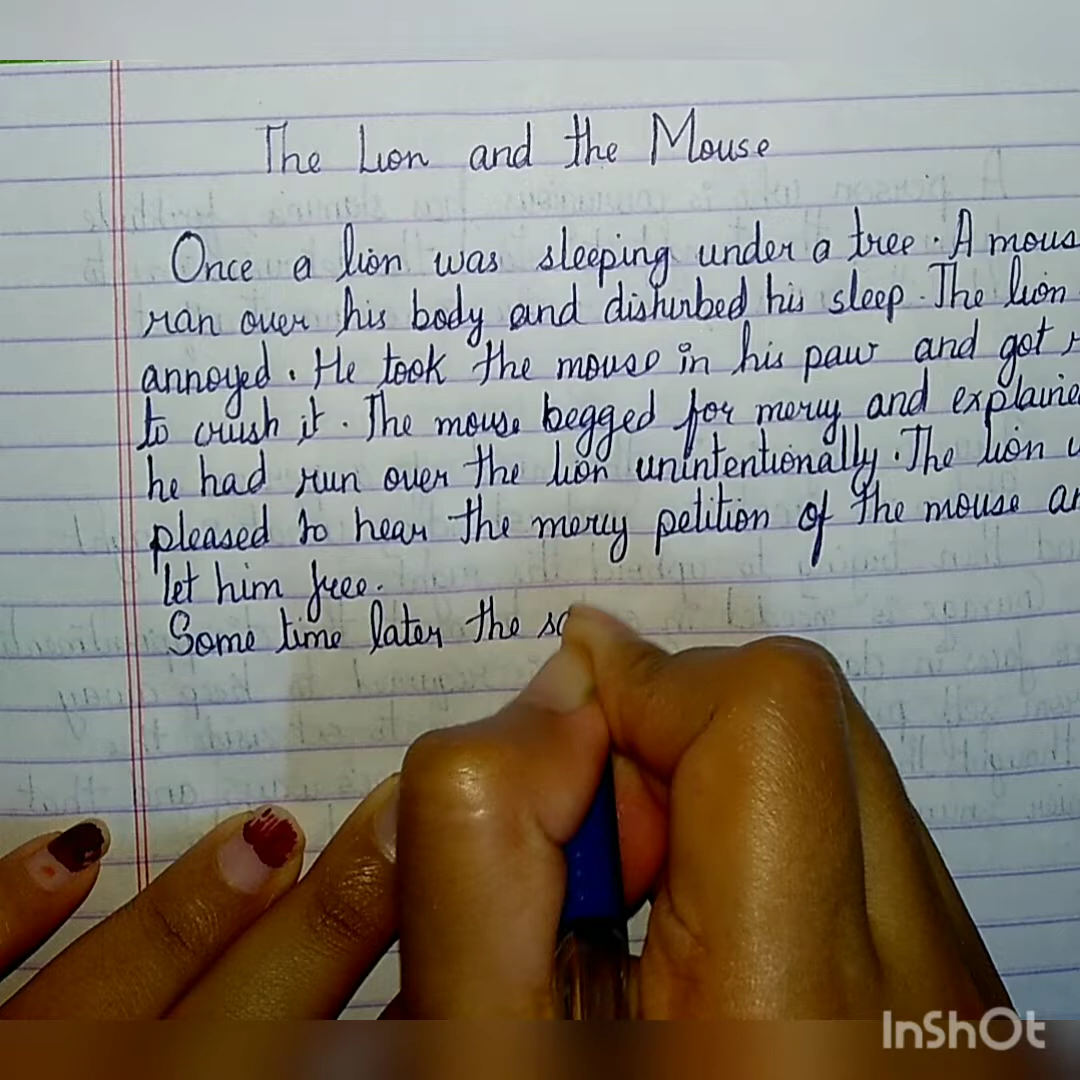 The Lion and the Mouse
Once a lion was sleeping under a tree. A mous
ran over his body and disturbed his sleep. The lion
annoyed. He took the mouse in his paw and got
to crush it. The mouse begged for mercy and explaine
he had run over the lion unintentionally. The lion
pleased to hear the mercy petition of the mouse an
let him free.
Some time later the sa
InShOt